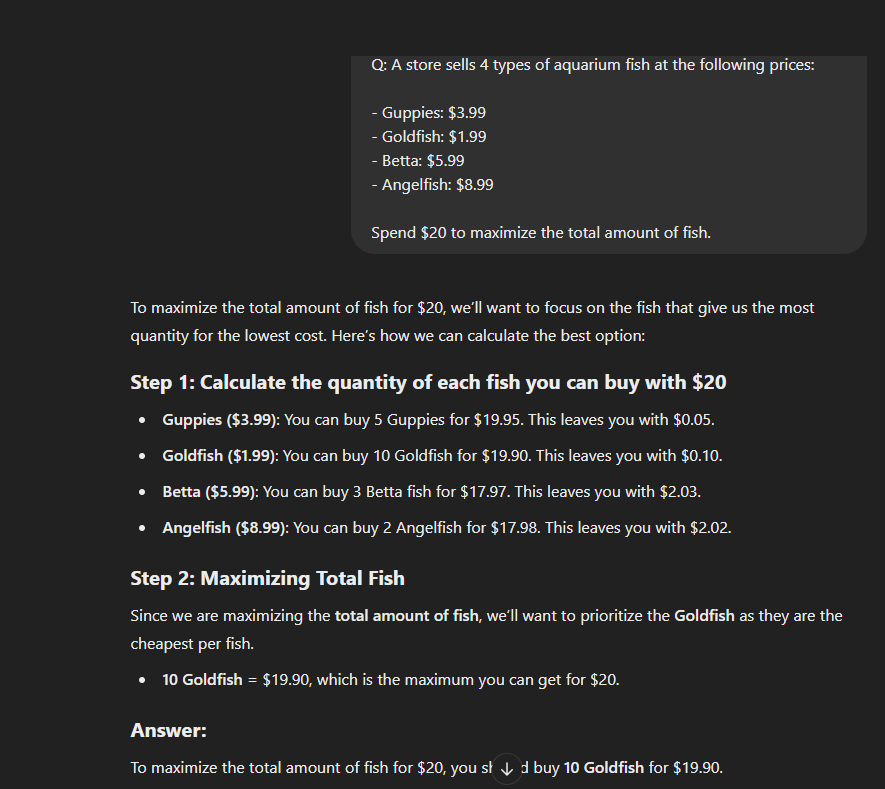 Q: A store sells 4 types of aquarium fish at the following prices:
- Guppies: $3.99
- Goldfish: $1.99
- Betta: $5.99
- Angelfish: $8.99
Spend $20 to maximize the total amount of fish.
To maximize the total amount of fish for $20, we'll want to focus on the fish that give us the most
quantity for the lowest cost. Here's how we can calculate the best option:
Step 1: Calculate the quantity of each fish you can buy with $20
• Guppies ($3.99): You can buy 5 Guppies for $19.95. This leaves you with $0.05.
• Goldfish ($1.99): You can buy 10 Goldfish for $19.90. This leaves you with $0.10.
• Betta ($5.99): You can buy 3 Betta fish for $17.97. This leaves you with $2.03.
• Angelfish ($8.99): You can buy 2 Angelfish for $17.98. This leaves you with $2.02.
Step 2: Maximizing Total Fish
Since we are maximizing the total amount of fish, we'll want to prioritize the Goldfish as they are the
cheapest per fish.
• 10 Goldfish = $19.90, which is the maximum you can get for $20.
Answer:
To maximize the total amount of fish for $20, you buy 10 Goldfish for $19.90.